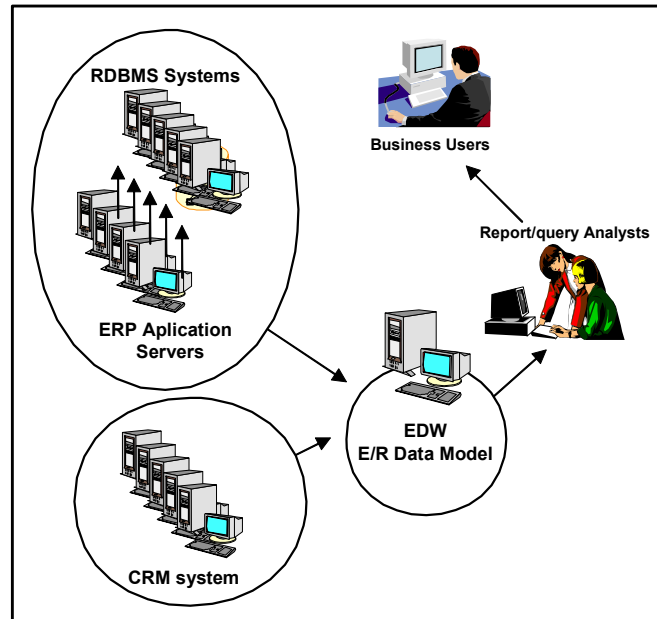 RDBMS Systems
Business Users
Report/query Analysts
ERP Aplication
Servers
EDW
E/R Data Model
CRM system